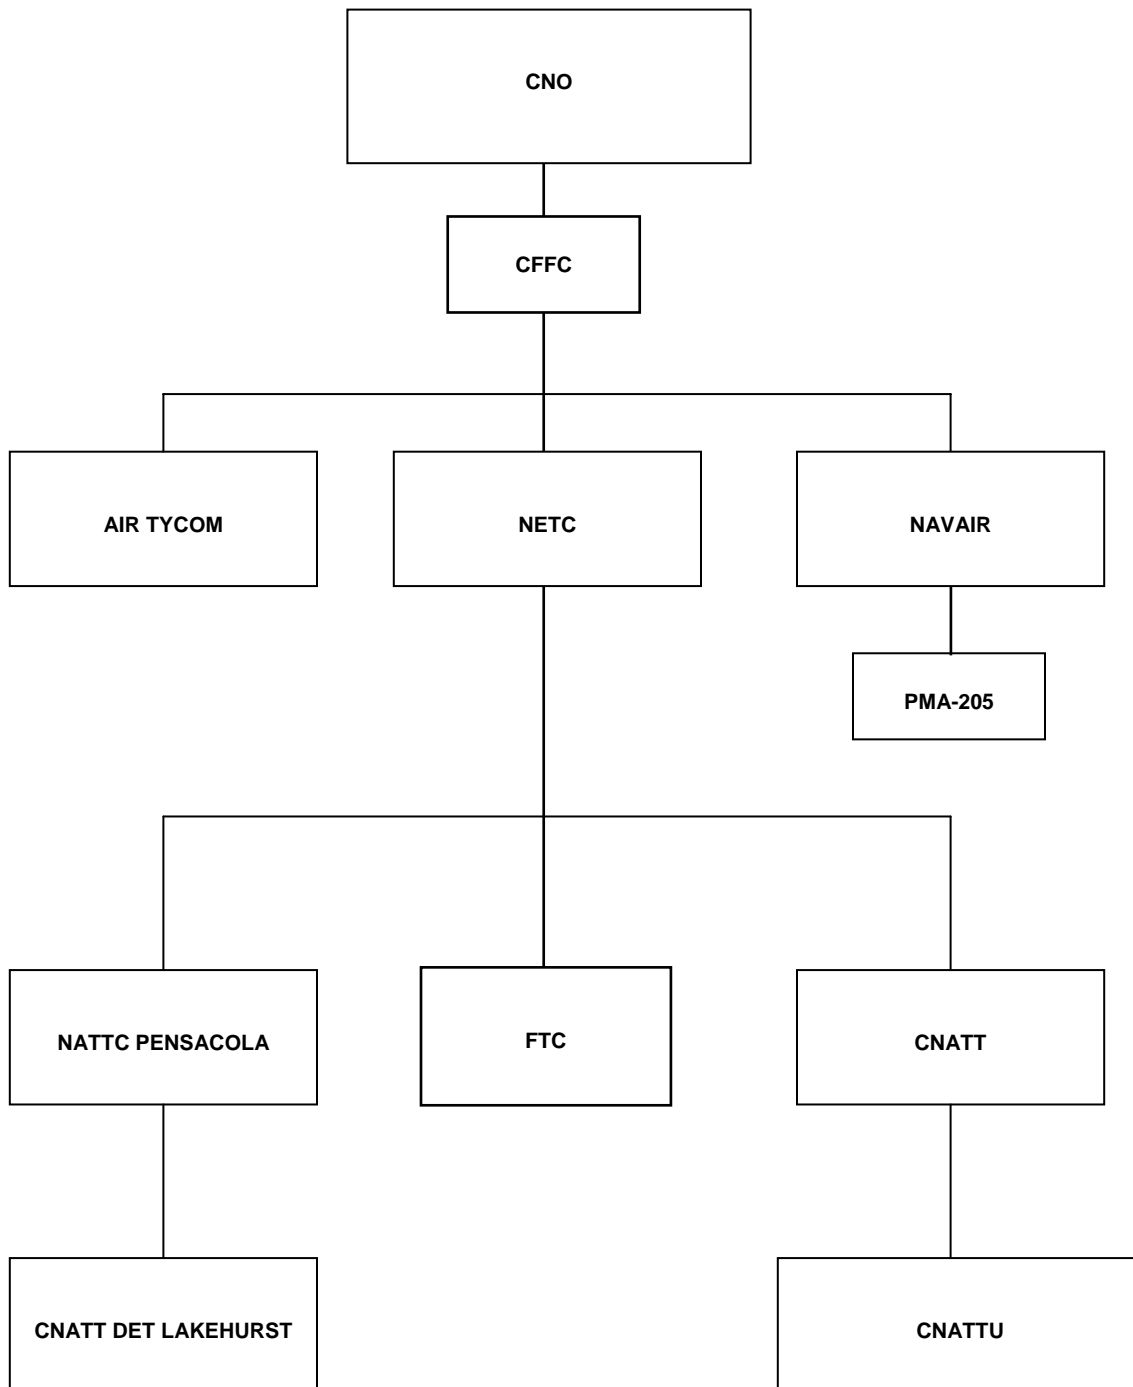 CNO
CFFC
AIR TYCOM
NETC
NAVAIR
PMA-205
NATTC PENSACOLA
FTC
CNATT
CNATT DET LAKEHURST
CNATTU